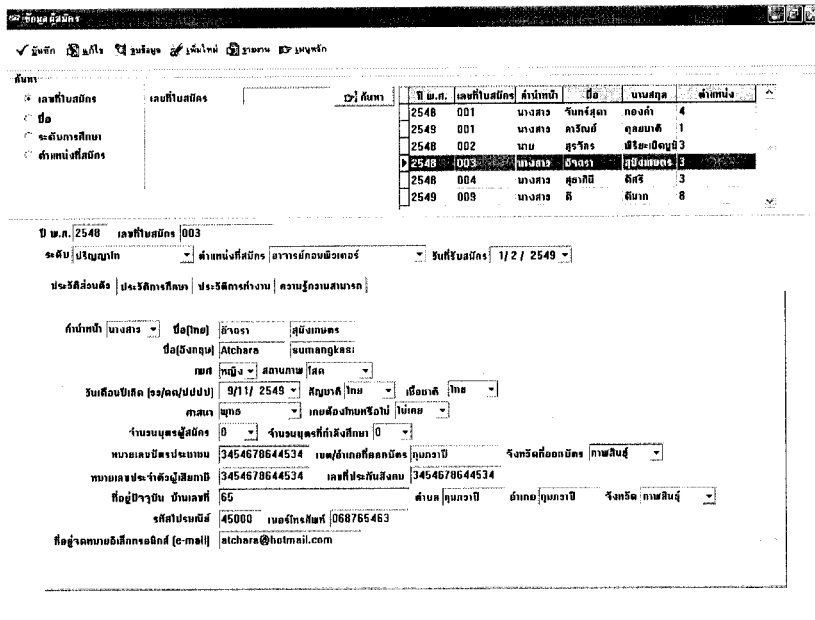 ข้อมูลผู้สมัคร
บันทึก แก้ไข ลบข้อมูล เพิ่มใหม่ รายงาน เมนูหลัก
ค้นหา
เลขที่ใบสมัคร
ชื่อ
ระดับการศึกษา
ตำแหน่งที่สมัคร
เลขที่ใบสมัคร ค้นหา
ปี พ.ศ. เลขที่ใบสมัคร คำนำหน้า ชื่อ นามสกุล ตำแหน่ง
2548 001 นางสาว จันทร์สุดา ทองคำ 4
2549 001 นางสาว ดุลยมาตี 1
2548 002 นาย สุรจักร 3
2548 003 นางสาว อัจฉรา สุมังเกษตร 3
2548 004 นางสาว สุธาทินี ดีศรี 3
2549 009 นางสาว ดี ดีมาก 8
ปี พ.ศ. 2548 เลขที่ใบสมัคร 003
ระดับ ปริญญาโท ตำแหน่งที่สมัคร อาจารย์คอมพิวเตอร์ วันที่รับสมัคร 1/ 2 / 2549
ประวัติส่วนตัว ประวัติการศึกษา ประวัติการทำงาน ความรู้ความสามารถ
คำนำหน้า นางสาว ชื่อ(ไทย) อัจฉรา สุมังเกษตร
ชื่อ(อังกฤษ) Atchara sumangkasi
เพศ หญิง สถานภาพ โสด
วันเดือนปีเกิด (วว/ดด/ปปปป) 9/11/ 2549 สัญชาติ ไทย เชื้อชาติ ไทย
ศาสนา พุทธ เคยต้องโทษหรือไม่ ไม่เคย
จำนวนบุตรผู้สมัคร 0 จำนวนบุตรที่กำลังศึกษา 0
หมายเลขบัตรประชาชน 3454678644534 เขต/อำเภอที่ออกบัตร กุมภวาปี จังหวัดที่ออกบัตร กาฬสินธุ์
หมายเลขประจำตัวผู้เสียภาษี 3454678644534 เลขที่ประกันสังคม 3454678644534
ที่อยู่ปัจจุบัน บ้านเลขที่ 65 ตำบล กุมภวาปี อำเภอ กุมภวาปี จังหวัด กาฬสินธุ์
รหัสไปรษณีย์ 45000 เบอร์โทรศัพท์ 068765463
ที่อยู่จดหมายอิเล็กทรอนิกส์ (e-mail) atchara@hotmail.com